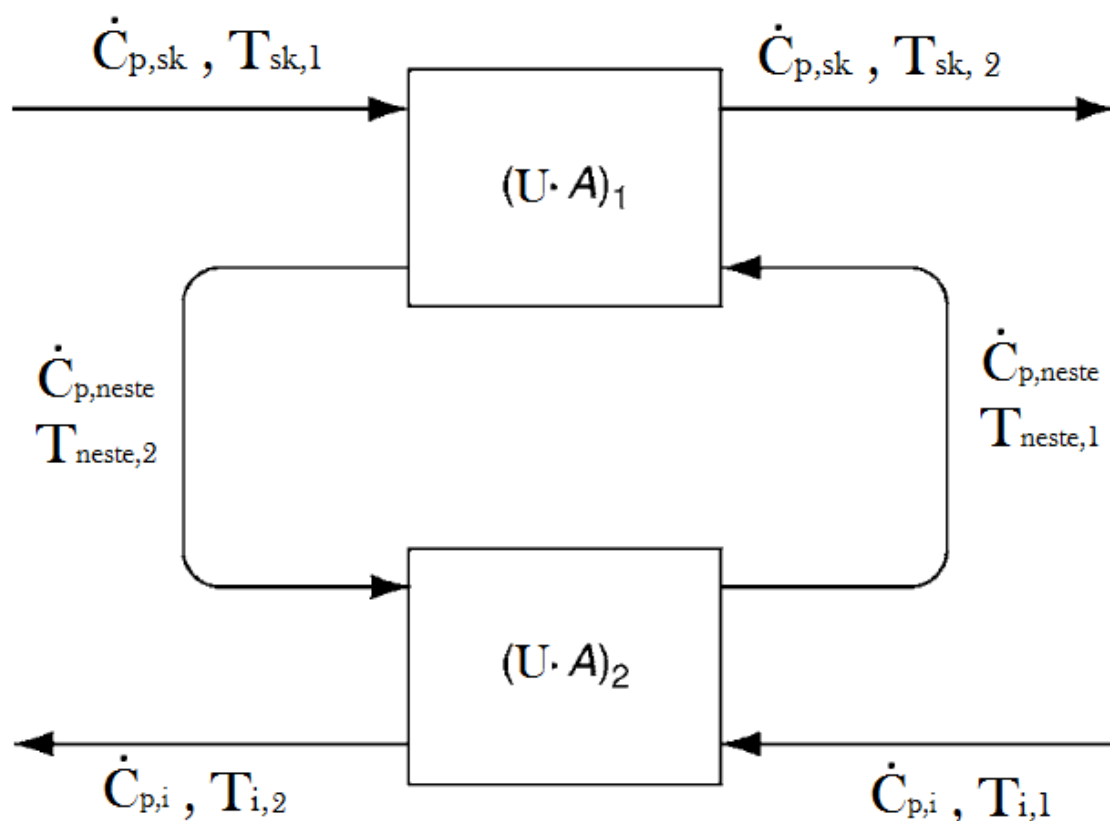 Ċp,sk , Tsk,1
Ċp,sk , Tsk, 2
(U· A)1
Ċp,neste
Tneste,2
Ċp,neste
Tneste,1
(U· A)2
Ċp,i , Ti,2
Ċp,i , Ti,1